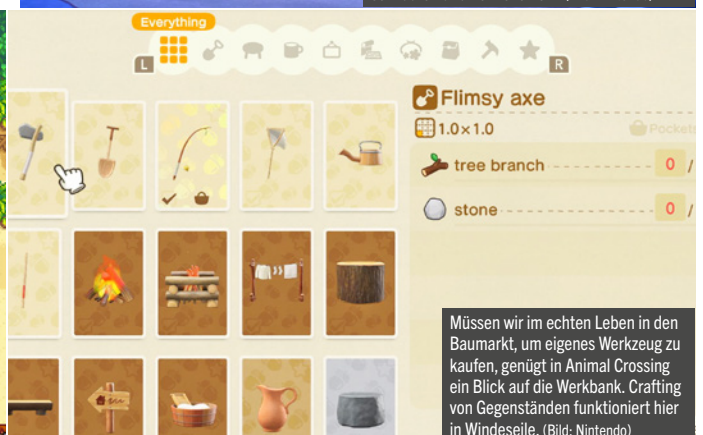 Everything
L
R
Flimsy axe
1.0×1.0
Pockets
tree branch 0 /
stone 0 /
Müssen wir im echten Leben in den
Baumarkt, um eigenes Werkzeug zu
kaufen, genügt in Animal Crossing
ein Blick auf die Werkbank. Crafting
von Gegenständen funktioniert hier
in Windeseile. (Bild: Nintendo)